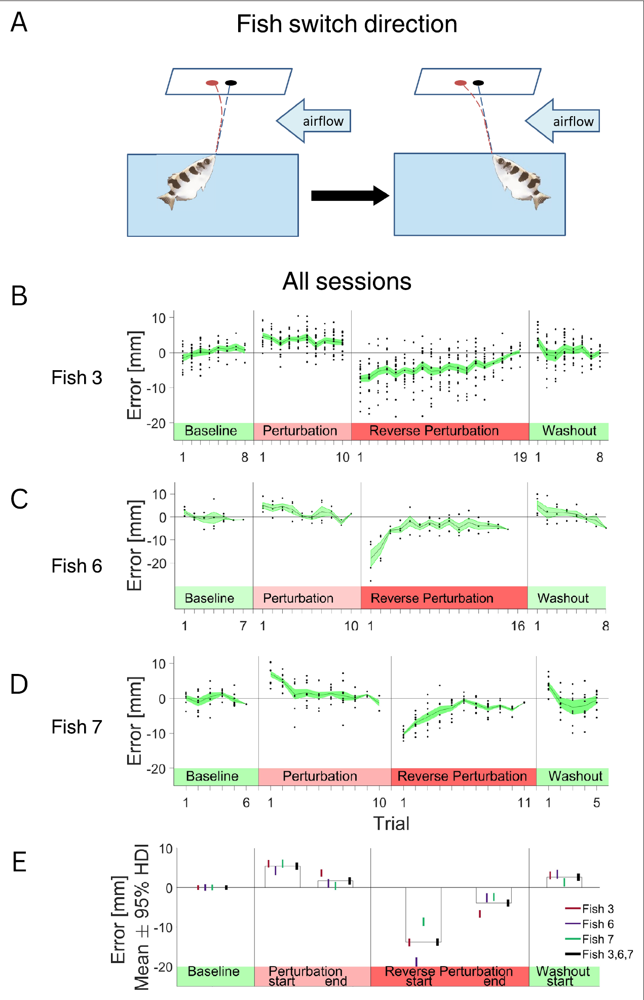 A
Fish switch direction
airflow
airflow
B
All sessions
Fish 3
Error [mm]
10
0
-10
-20
Baseline
Perturbation
Reverse Perturbation
Washout
1 8 1 10 1 19 1 8
C
Fish 6
Error [mm]
10
0
-10
-20
Baseline
Perturbation
Reverse Perturbation
Washout
1 7 1 10 1 16 1 8
D
Fish 7
Error [mm]
10
0
-10
-20
Baseline
Perturbation
Reverse Perturbation
Washout
1 6 1 10 1 11 1 5
Trial
E
Error [mm]
Mean ± 95% HDI
10
0
-10
-20
Fish 3
Fish 6
Fish 7
Fish 3,6,7
Baseline
Perturbation
start end
Reverse Perturbation
start end
Washout
start